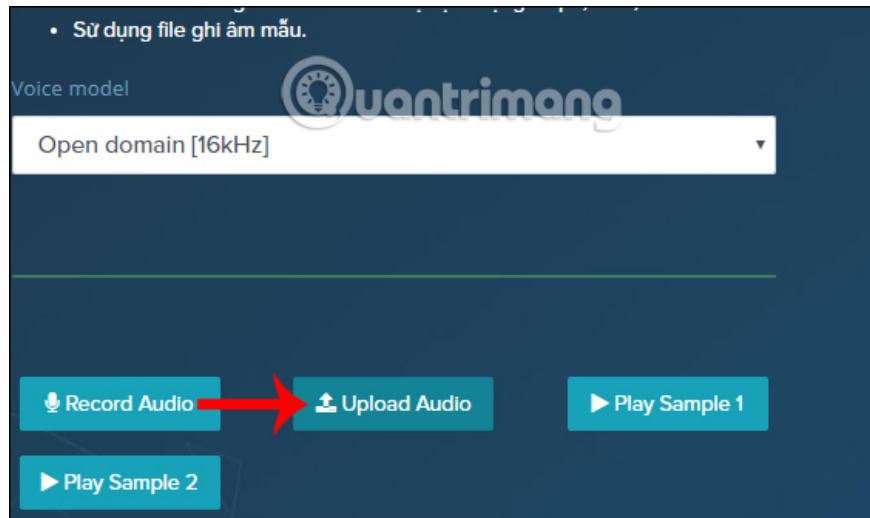 • Sử dụng file ghi âm mẫu.
Quantrimang
Voice model
Open domain [16kHz]
Record Audio
Upload Audio
Play Sample 1
Play Sample 2